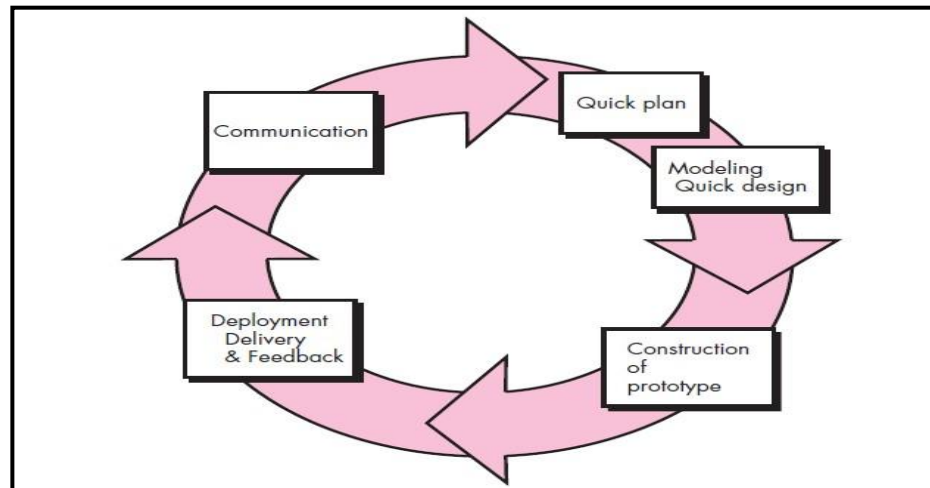 Communication
Quick plan
Modeling
Quick design
Construction
of
prototype
Deployment
Delivery
& Feedback